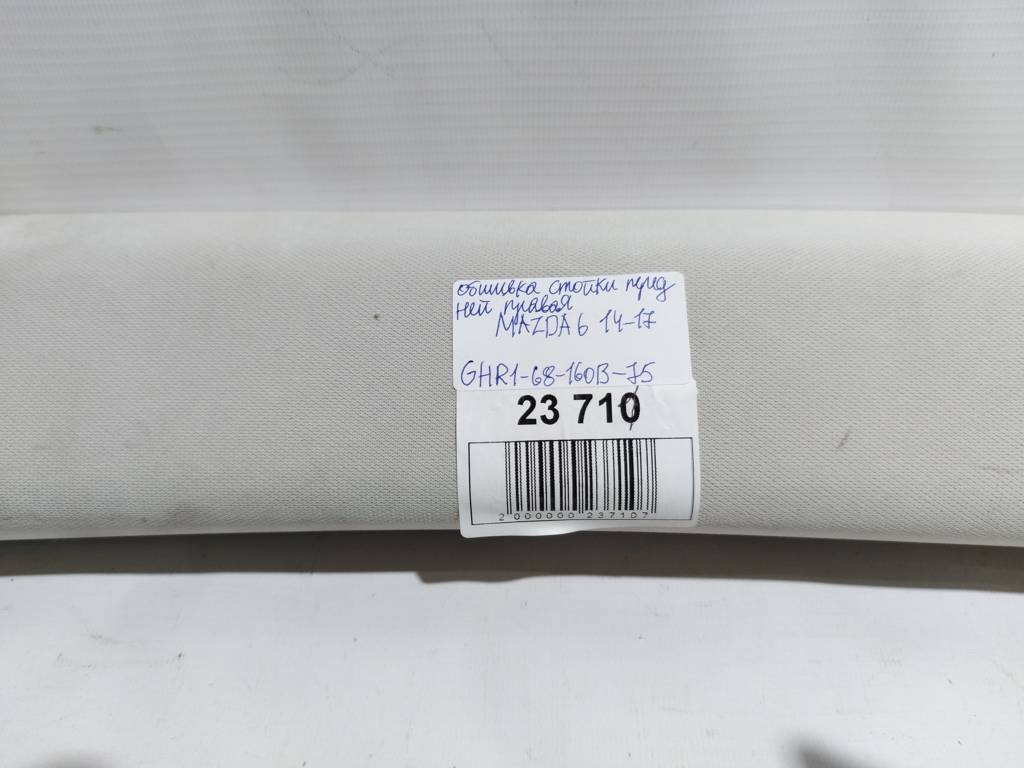 обшивка стойки перед
ней правая
MAZDA 6 14-17
GHR1-68-160B-75
23 710
2 000000 237107